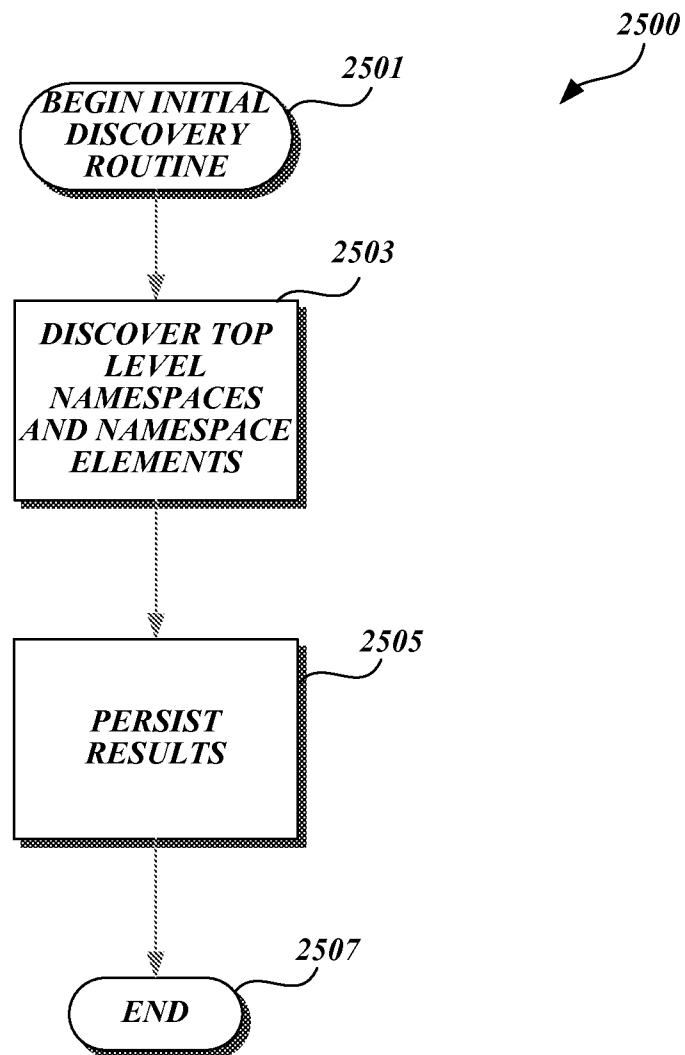 2500
2501
BEGIN INITIAL
DISCOVERY
ROUTINE
2503
DISCOVER TOP
LEVEL
NAMESPACES
AND NAMESPACE
ELEMENTS
2505
PERSIST
RESULTS
2507
END